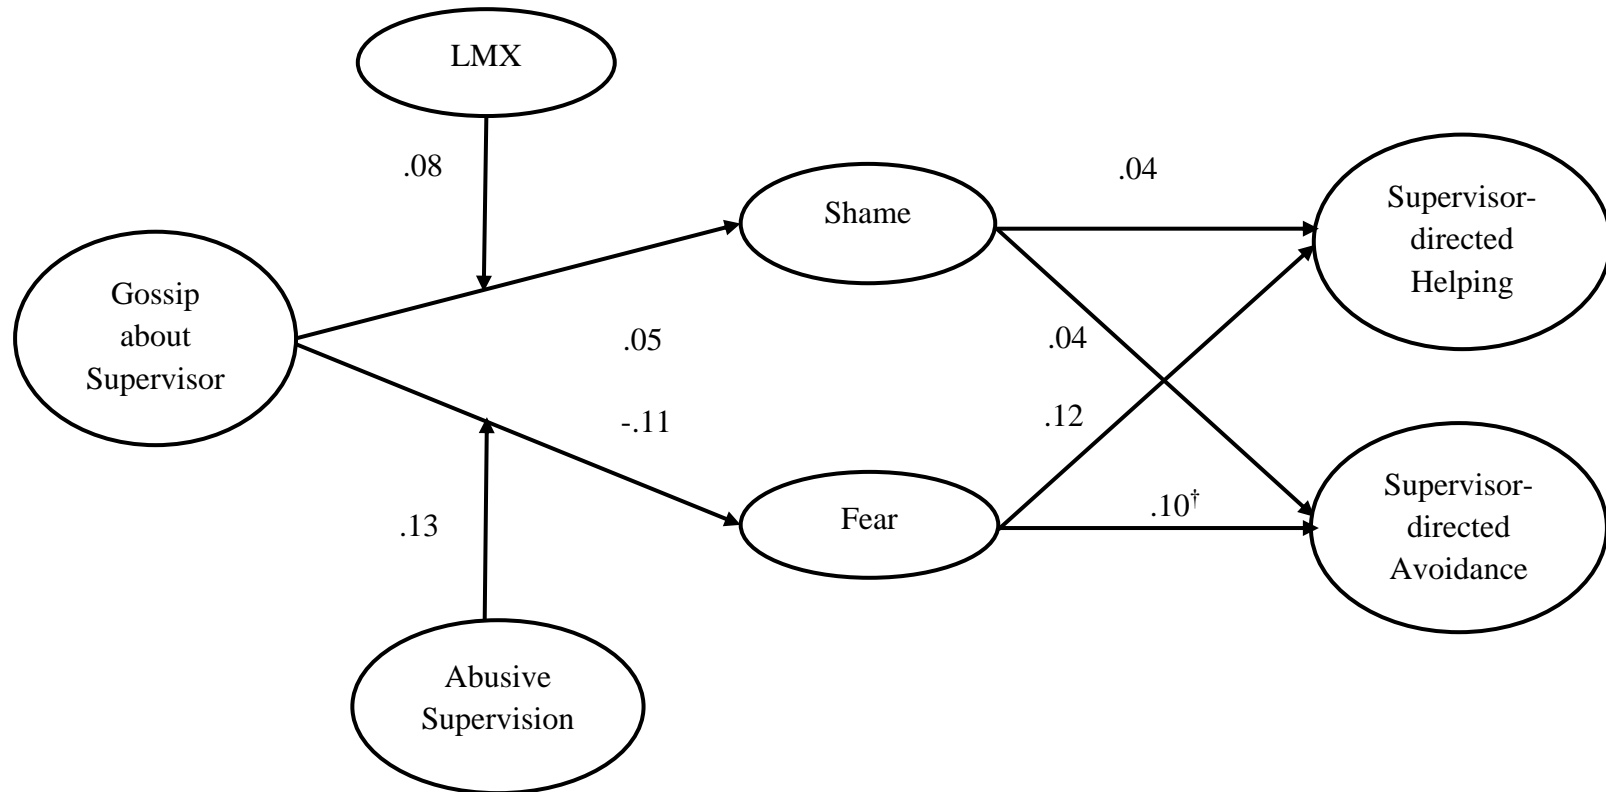 LMX
.08
.04
Shame
Supervisor-
directed
Helping
Gossip
about
Supervisor
.05
.04
-.11
.12
.13
Fear
.10†
Supervisor-
directed
Avoidance
Abusive
Supervision